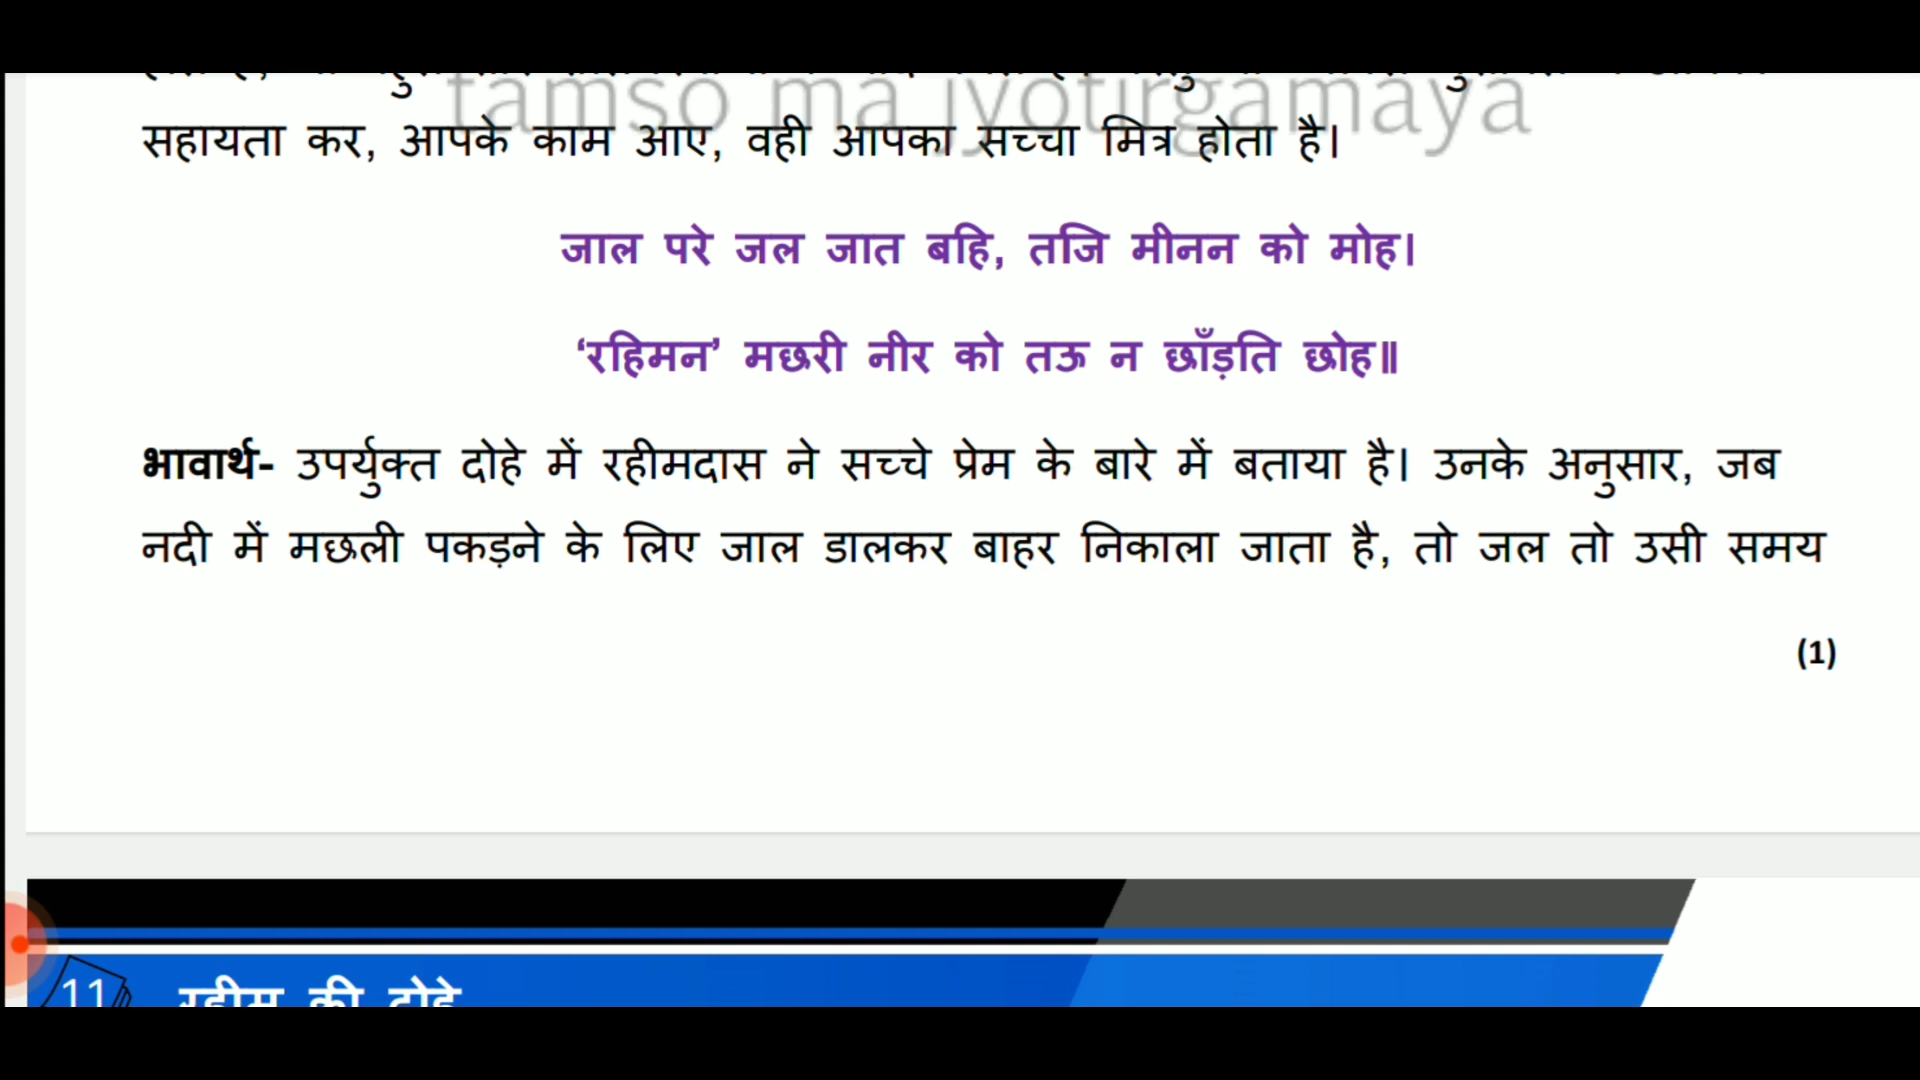 tamso ma jyotirgamaya
सहायता कर, आपके काम आए, वही आपका सच्चा मित्र होता है।
जाल परे जल जात बहि, तजि मीनन को मोह।
‘रहिमन’ मछरी नीर को तऊ न छाँड़ति छोह॥
भावार्थ- उपर्युक्त दोहे में रहीमदास ने सच्चे प्रेम के बारे में बताया है। उनके अनुसार, जब
नदी में मछली पकड़ने के लिए जाल डालकर बाहर निकाला जाता है, तो जल तो उसी समय
(1)
11 रहीम की दोहे